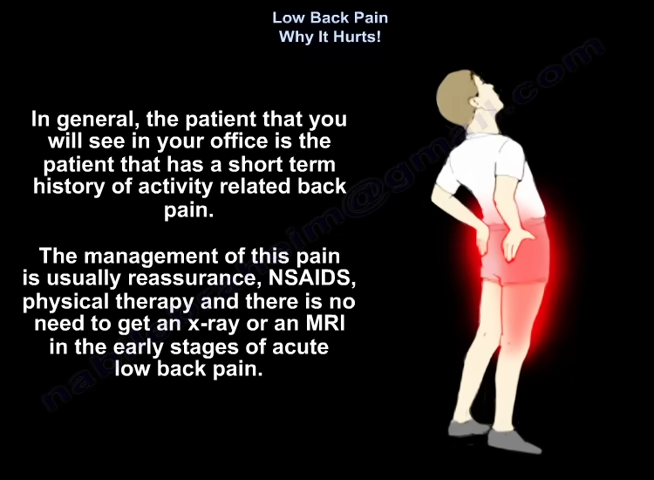 Low Back Pain
Why It Hurts!
In general, the patient that you
will see in your office is the
patient that has a short term
history of activity related back
pain.
The management of this pain
is usually reassurance, NSAIDS,
physical therapy and there is no
need to get an x-ray or an MRI
in the early stages of acute
low back pain.